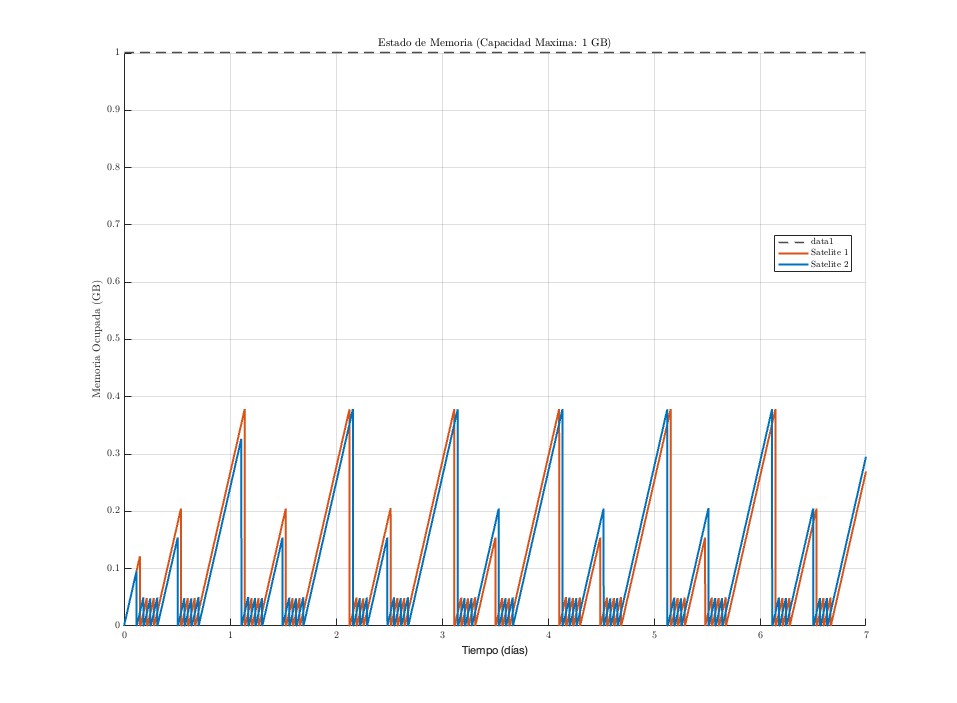 Estado de Memoria (Capacidad Maxima: 1 GB)
1
0.9
0.8
0.7
0.6
0.5
0.4
0.3
0.2
0.1
0
Memoria Ocupada (GB)
data1
Satelite 1
Satelite 2
0 1 2 3 4 5 6 7
Tiempo (días)